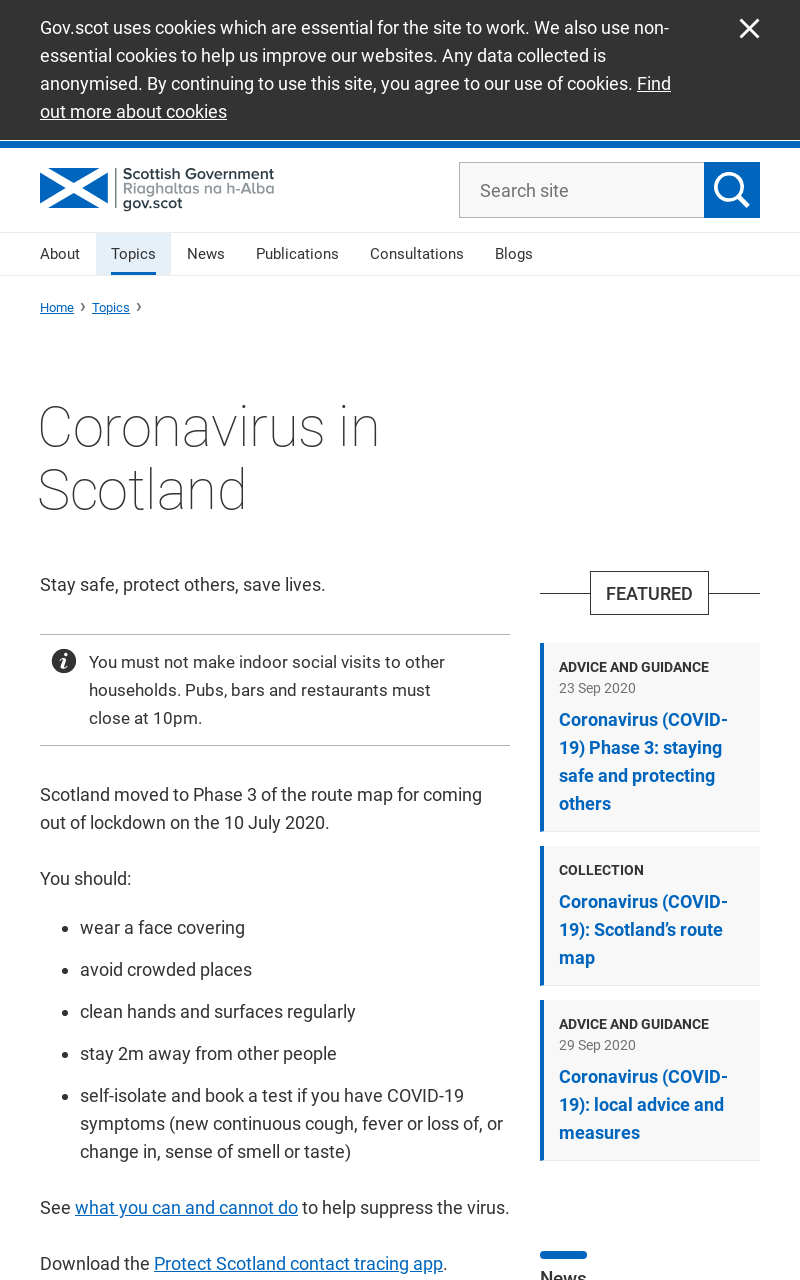 Gov.scot uses cookies which are essential for the site to work. We also use non-
essential cookies to help us improve our websites. Any data collected is
anonymised. By continuing to use this site, you agree to our use of cookies. Find
out more about cookies
Scottish Government
Riaghaltas na h-Alba
gov.scot
Search site
About Topics News Publications Consultations Blogs
Home › Topics ›
Coronavirus in
Scotland
Stay safe, protect others, save lives.
You must not make indoor social visits to other
households. Pubs, bars and restaurants must
close at 10pm.
Scotland moved to Phase 3 of the route map for coming
out of lockdown on the 10 July 2020.
You should:
• wear a face covering
• avoid crowded places
• clean hands and surfaces regularly
• stay 2m away from other people
• self-isolate and book a test if you have COVID-19
symptoms (new continuous cough, fever or loss of, or
change in, sense of smell or taste)
See what you can and cannot do to help suppress the virus.
Download the Protect Scotland contact tracing app.
FEATURED
ADVICE AND GUIDANCE
23 Sep 2020
Coronavirus (COVID-
19) Phase 3: staying
safe and protecting
others
COLLECTION
Coronavirus (COVID-
19): Scotland’s route
map
ADVICE AND GUIDANCE
29 Sep 2020
Coronavirus (COVID-
19): local advice and
measures
News